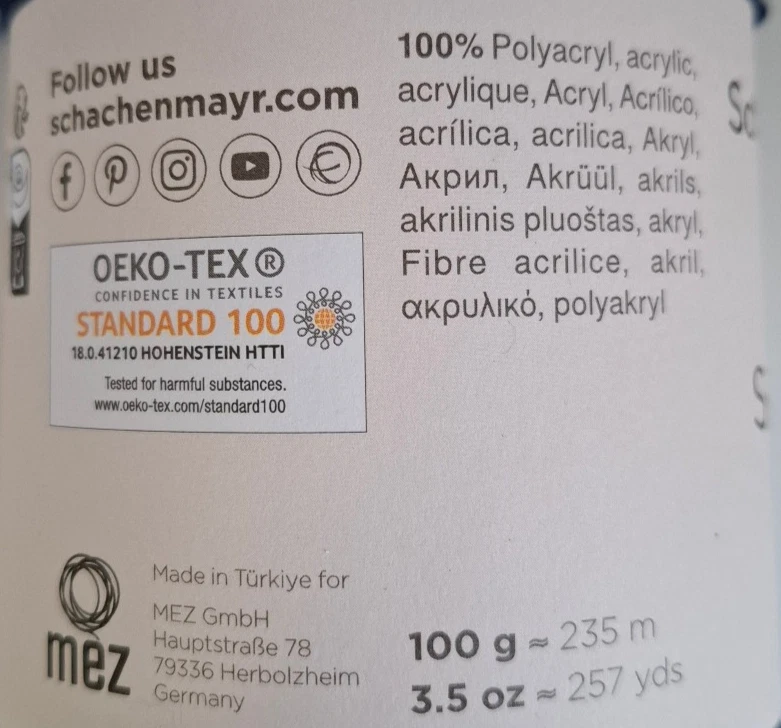 Follow us
schachenmayr.com
OEKO-TEX®
CONFIDENCE IN TEXTILES
STANDARD 100
18.0.41210 HOHENSTEIN HTTI
Tested for harmful substances.
www.oeko-tex.com/standard100
100% Polyacryl, acrylic,
acrylique, Acryl, Acrílico,
acrílica, acrilica, Akryl,
Акрил, Akrüül, akrils,
akrilinis pluoštas, akryl,
Fibre acrilice, akril,
ακρυλικό, polyakryl
mez
Made in Türkiye for
MEZ GmbH
Hauptstraße 78
79336 Herbolzheim
Germany
100 g ≈ 235 m
3.5 oz ≈ 257 yds